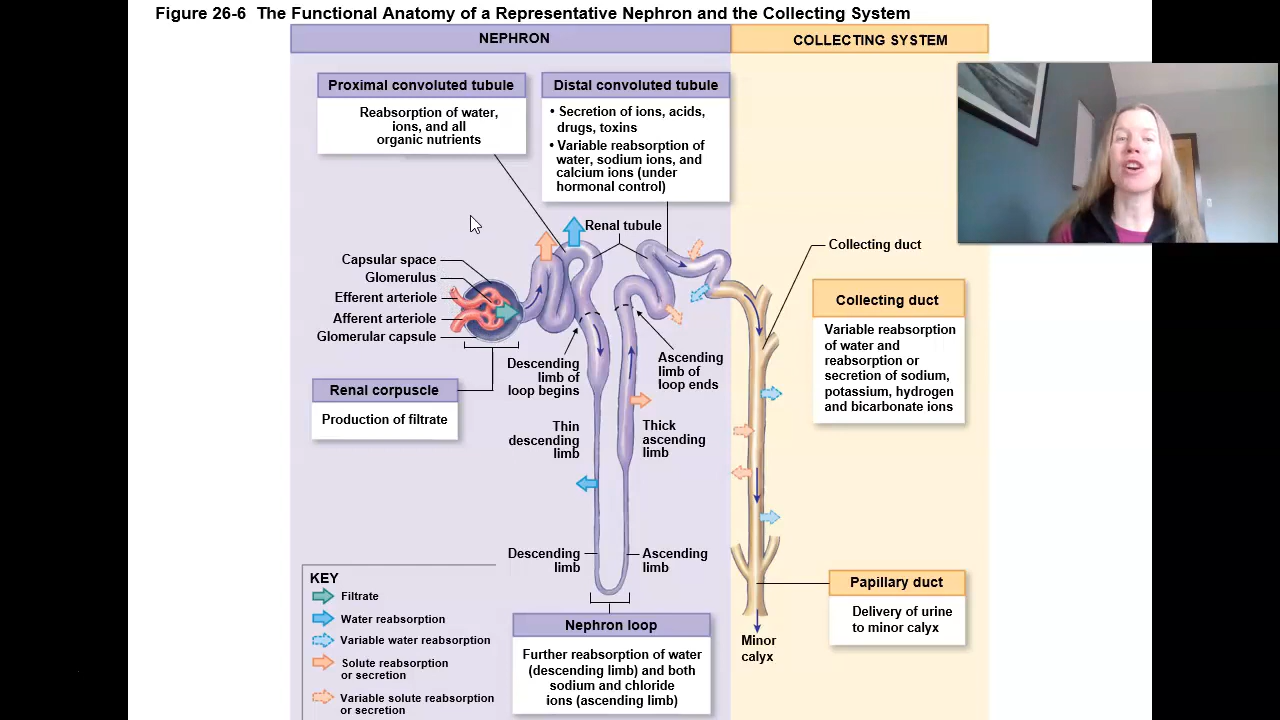 Figure 26-6 The Functional Anatomy of a Representative Nephron and the Collecting System
NEPHRON
COLLECTING SYSTEM
Proximal convoluted tubule
Reabsorption of water,
ions, and all
organic nutrients
Distal convoluted tubule
• Secretion of ions, acids,
drugs, toxins
• Variable reabsorption of
water, sodium ions, and
calcium ions (under
hormonal control)
Renal tubule
Capsular space
Glomerulus
Efferent arteriole
Afferent arteriole
Glomerular capsule
Renal corpuscle
Production of filtrate
Descending
limb of
loop begins
Ascending
limb of
loop ends
Thin
descending
limb
Thick
ascending
limb
Descending
limb
Ascending
limb
Nephron loop
Further reabsorption of water
(descending limb) and both
sodium and chloride
ions (ascending limb)
Collecting duct
Collecting duct
Variable reabsorption
of water and
reabsorption or
secretion of sodium,
potassium, hydrogen
and bicarbonate ions
Papillary duct
Delivery of urine
to minor calyx
Minor
calyx
KEY
Filtrate
Water reabsorption
Variable water reabsorption
Solute reabsorption
or secretion
Variable solute reabsorption
or secretion